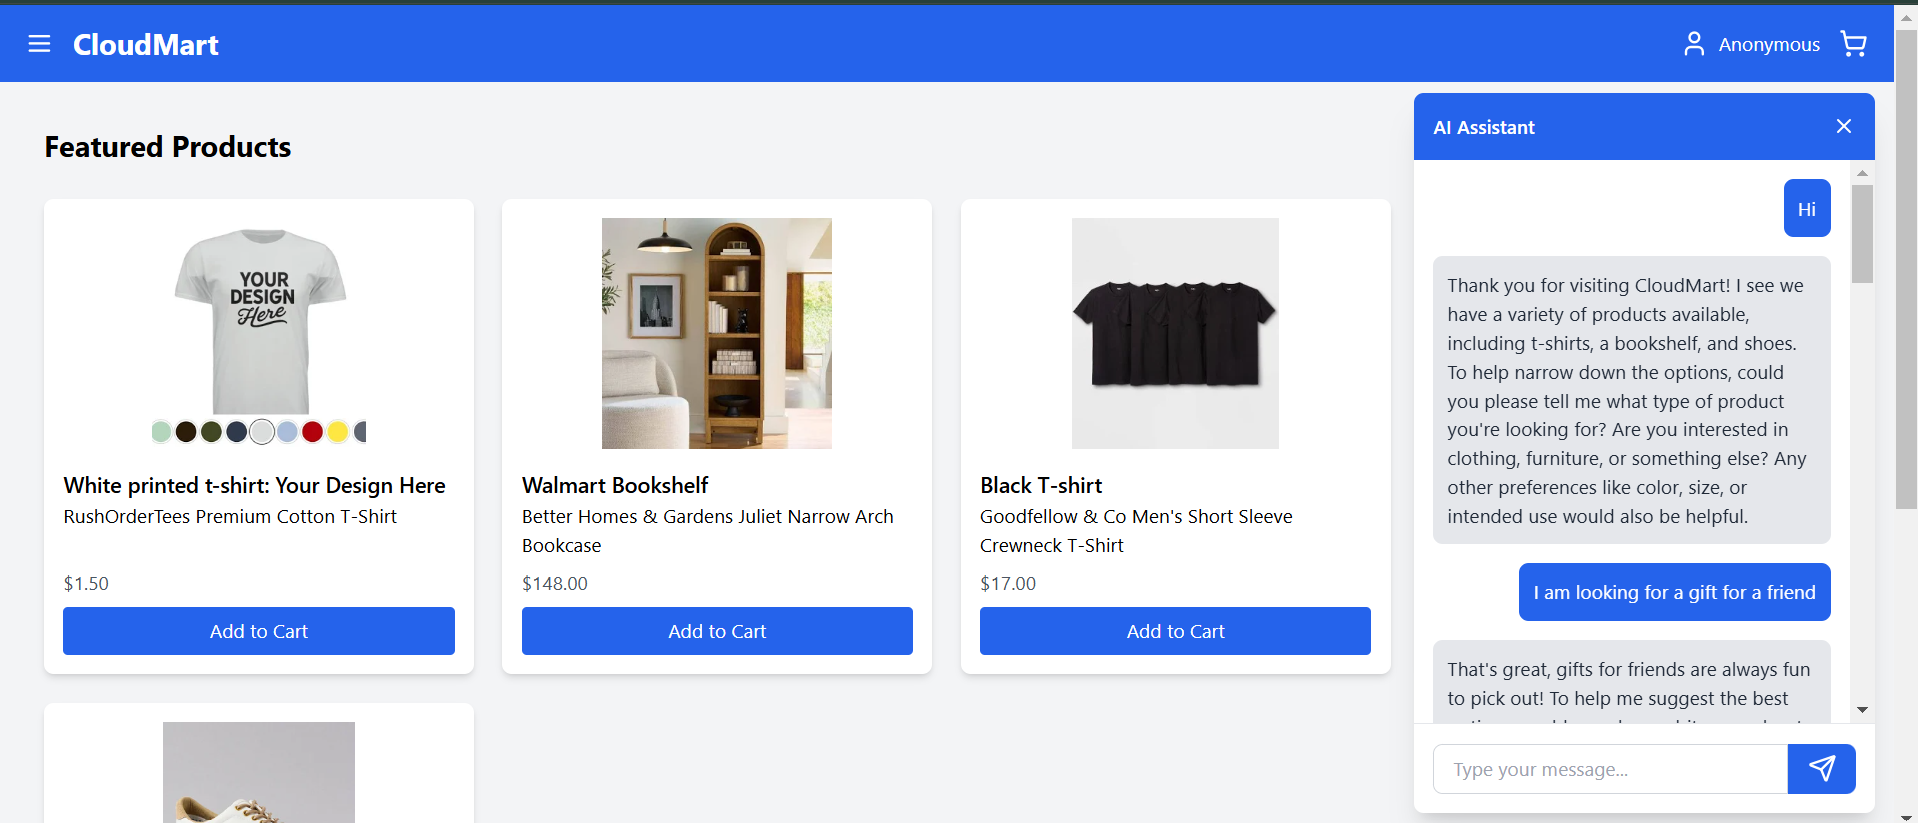 CloudMart
Anonymous
Featured Products
YOUR
DESIGN
Here
White printed t-shirt: Your Design Here
RushOrderTees Premium Cotton T-Shirt
$1.50
Add to Cart
Walmart Bookshelf
Better Homes & Gardens Juliet Narrow Arch
Bookcase
$148.00
Add to Cart
Black T-shirt
Goodfellow & Co Men's Short Sleeve
Crewneck T-Shirt
$17.00
Add to Cart
AI Assistant
Hi
Thank you for visiting CloudMart! I see we
have a variety of products available,
including t-shirts, a bookshelf, and shoes.
To help narrow down the options, could
you please tell me what type of product
you're looking for? Are you interested in
clothing, furniture, or something else? Any
other preferences like color, size, or
intended use would also be helpful.
I am looking for a gift for a friend
That's great, gifts for friends are always fun
to pick out! To help me suggest the best
Type your message...